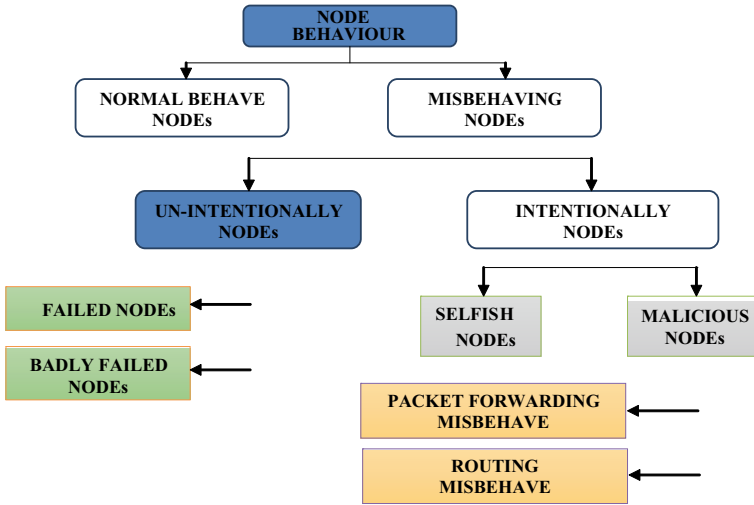 NODE
BEHAVIOUR
NORMAL BEHAVE
NODEs
MISBEHAVING
NODEs
UN-INTENTIONALLY
NODEs
INTENTIONALLY
NODEs
FAILED NODEs
BADLY FAILED
NODEs
SELFISH
NODEs
MALICIOUS
NODEs
PACKET FORWARDING
MISBEHAVE
ROUTING
MISBEHAVE